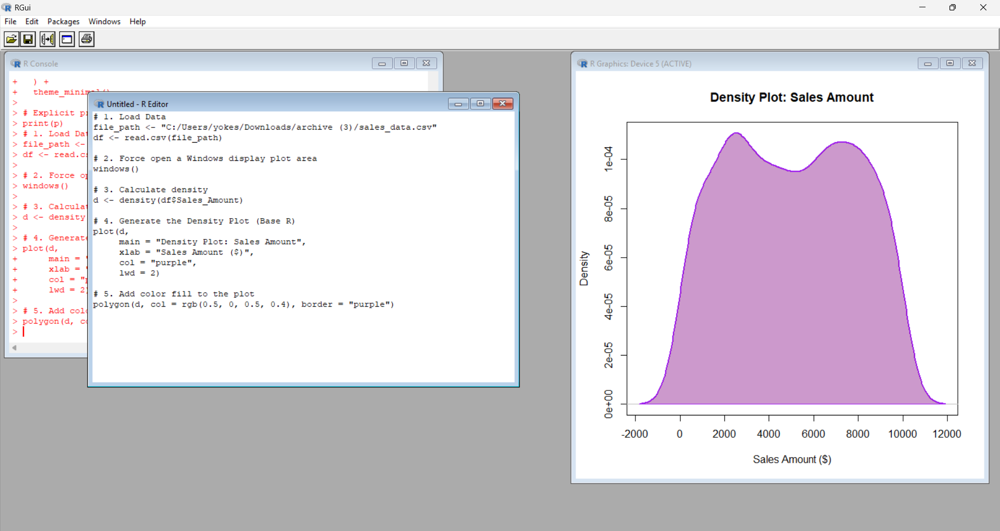 RGui
File Edit Packages Windows Help
R Console
+   ) +
+   theme_minimal()
>
> # Explicit
> print(p)
> # 1. Load
> file_path <-
> df <-
>
> # 2. Force
> windows()
>
> # 3.
> d <- density
>
> # 4.
> plot(d,
+      main =
+      xlab =
+      col =
+      lwd = 2
>
> # 5. Add
> polygon(d,
>
Untitled - R Editor
# 1. Load Data
file_path <- "C:/Users/yokes/Downloads/archive (3)/sales_data.csv"
df <- read.csv(file_path)
# 2. Force open a Windows display plot area
windows()
# 3. Calculate density
d <- density(df$Sales_Amount)
# 4. Generate the Density Plot (Base R)
plot(d,
     main = "Density Plot: Sales Amount",
     xlab = "Sales Amount ($)",
     col = "purple",
     lwd = 2)
# 5. Add color fill to the plot
polygon(d, col = rgb(0.5, 0, 0.5, 0.4), border = "purple")
R Graphics: Device 5 (ACTIVE)
Density Plot: Sales Amount
Density
1e-04
8e-05
6e-05
4e-05
2e-05
0e+00
-2000 0 2000 4000 6000 8000 10000 12000
Sales Amount ($)